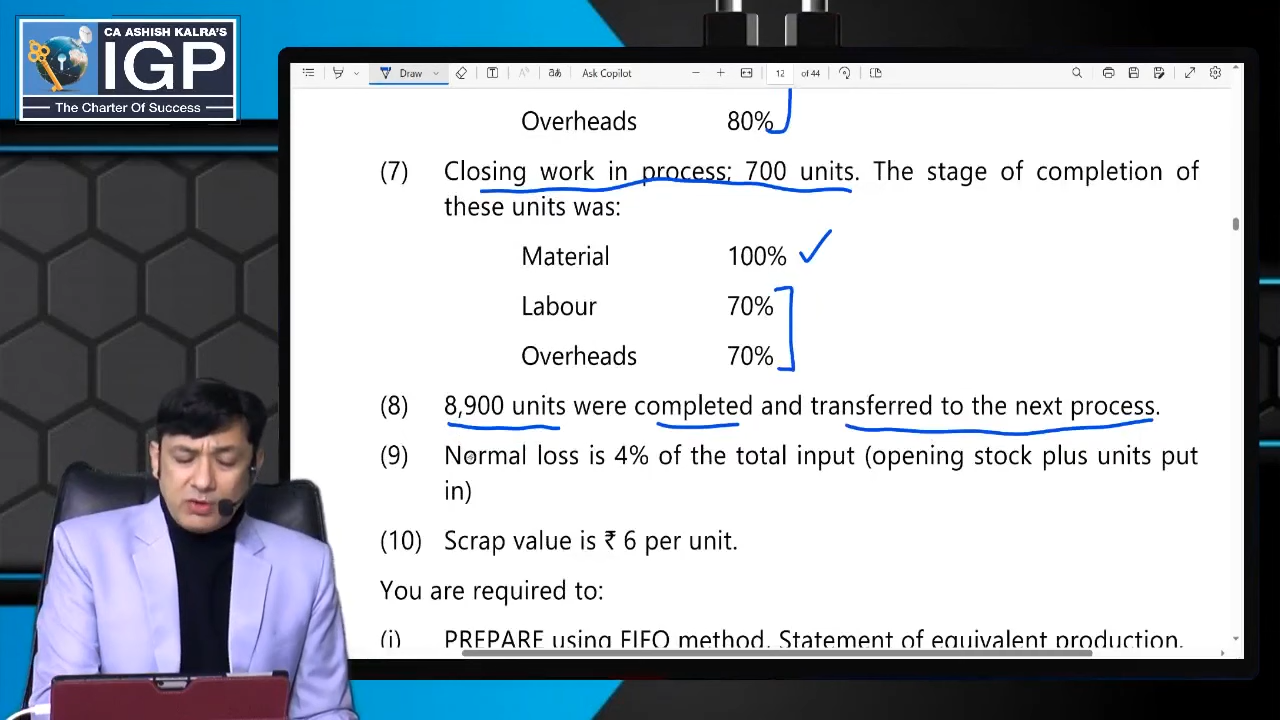 CA ASHISH KALRA'S
IGP
The Charter Of Success
Draw
Ask Copilot
12 of 44
Overheads 80%
(7) Closing work in process; 700 units. The stage of completion of
these units was:
Material 100%
Labour 70%
Overheads 70%
(8) 8,900 units were completed and transferred to the next process.
(9) Normal loss is 4% of the total input (opening stock plus units put
in)
(10) Scrap value is ₹ 6 per unit.
You are required to:
(i) PREPARE using FIFO method, Statement of equivalent production.